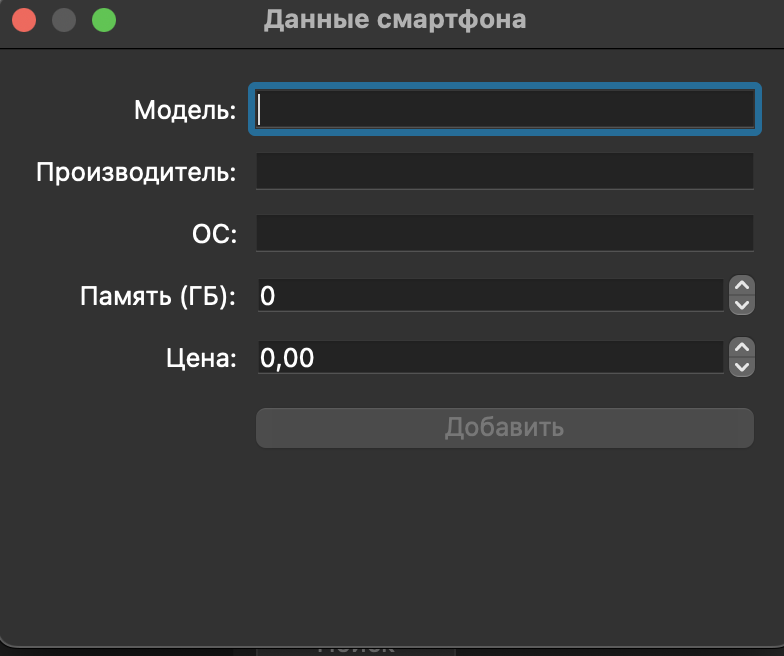 Данные смартфона
Модель:
Производитель:
ОС:
Память (ГБ): 0
Цена: 0,00
Добавить